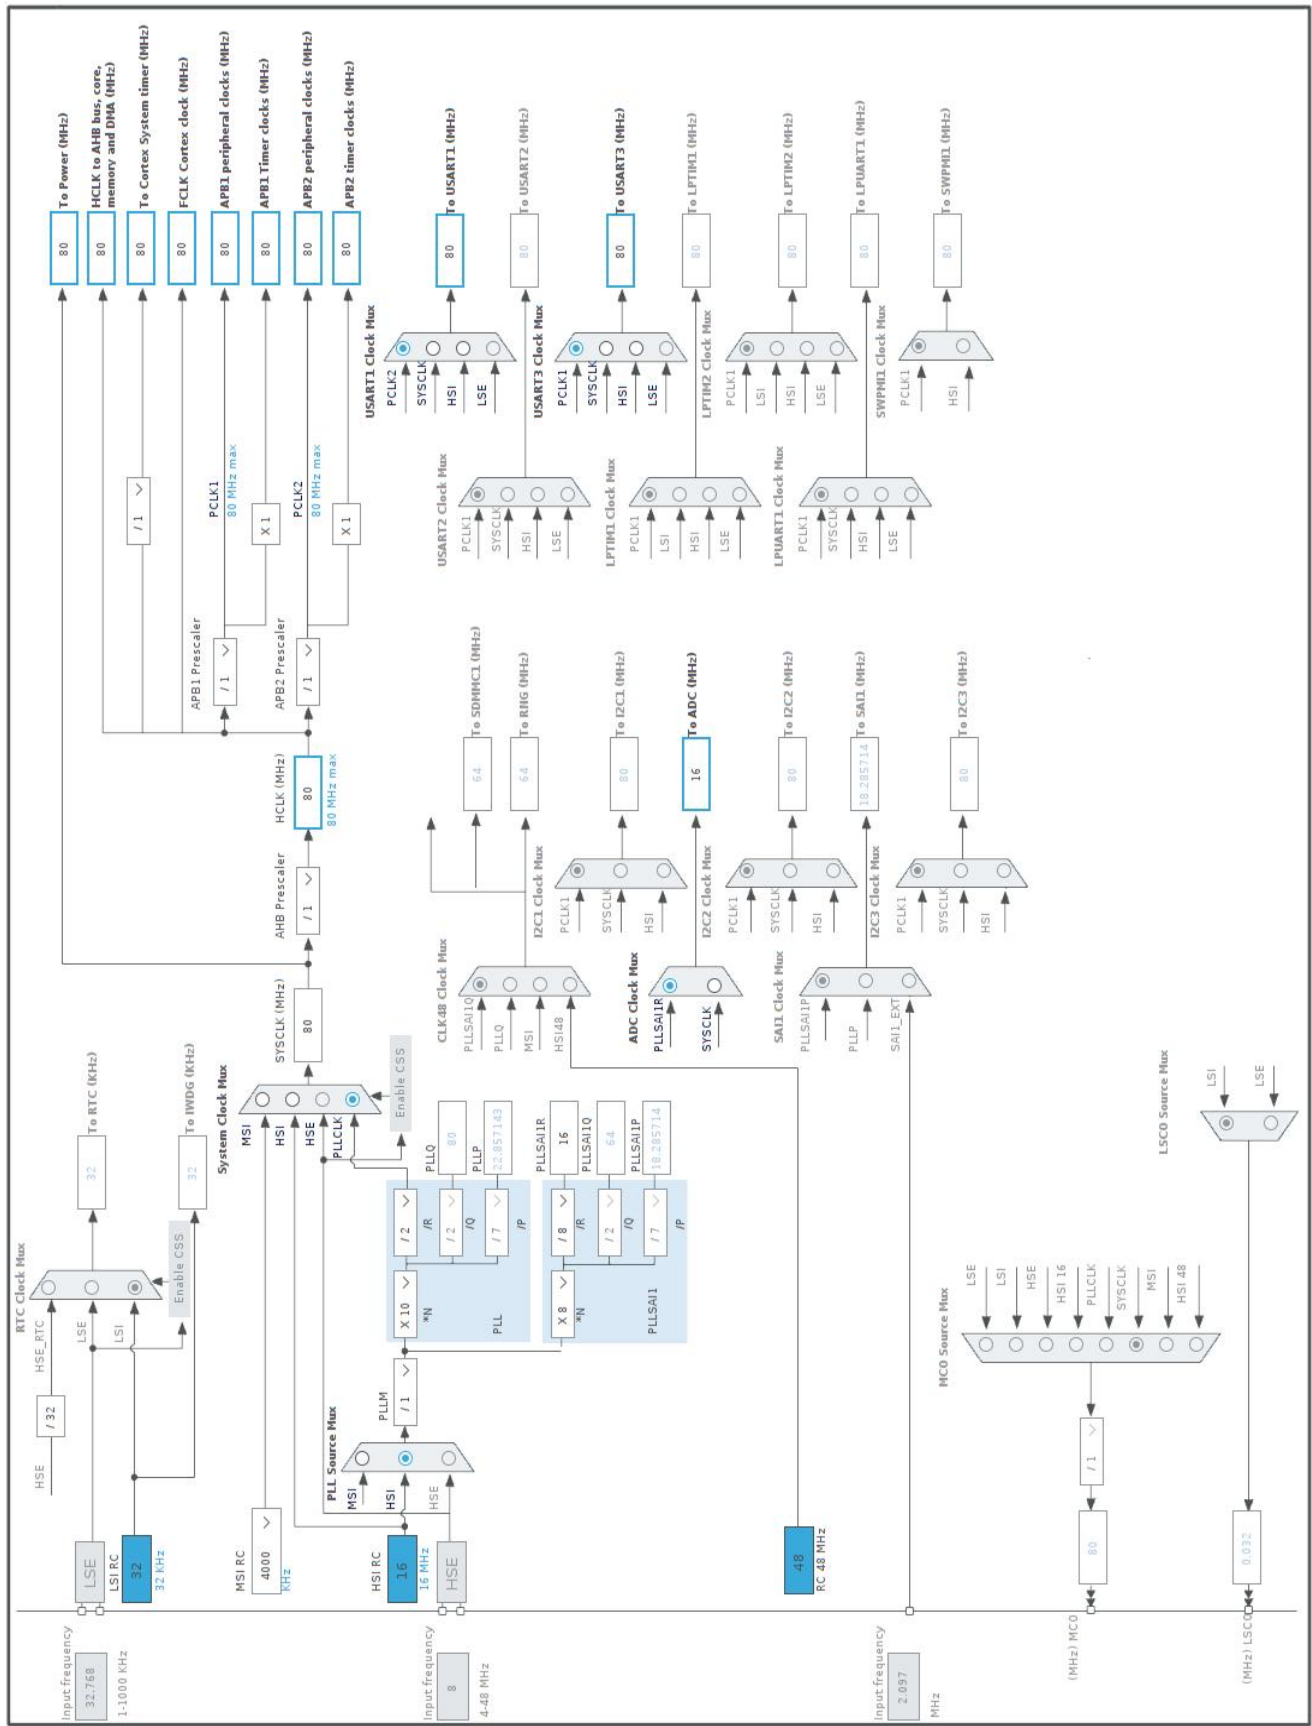 Input frequency
32.768
1-1000 KHz
LSE
LSI RC
32
32 KHz
HSE
/ 32
HSE_RTC
LSE
LSI
RTC Clock Mux
Enable CSS
32
To RTC (KHz)
32
To IWDG (KHz)
MSI RC
4000
KHz
HSI RC
16
16 MHz
Input frequency
8
4-48 MHz
HSE
PLL Source Mux
MSI
HSI
HSE
PLLM
/ 1
X 10
*N
PLL
/ 2
/R
/ 2
/Q
/ 7
/P
PLLQ
80
PLLP
22.857143
X 8
*N
PLLSAI1
/ 8
/R
/ 2
/Q
/ 7
/P
PLLSAI1R
16
PLLSAI1Q
64
PLLSAI1P
18.285714
System Clock Mux
MSI
HSI
HSE
PLLCLK
Enable CSS
SYSCLK (MHz)
80
AHB Prescaler
/ 1
HCLK (MHz)
80
80 MHz max
APB1 Prescaler
/ 1
APB2 Prescaler
/ 1
/ 1
PCLK1
80 MHz max
X 1
PCLK2
80 MHz max
X 1
80
To Power (MHz)
80
HCLK to AHB bus, core,
memory and DMA (MHz)
80
To Cortex System timer (MHz)
80
FCLK Cortex clock (MHz)
80
APB1 peripheral clocks (MHz)
80
APB1 Timer clocks (MHz)
80
APB2 peripheral clocks (MHz)
80
APB2 timer clocks (MHz)
RC 48 MHz
48
CLK48 Clock Mux
PLLSAI1Q
PLLQ
MSI
HSI48
64
To SDMMC1 (MHz)
64
To RNG (MHz)
I2C1 Clock Mux
PCLK1
SYSCLK
HSI
80
To I2C1 (MHz)
ADC Clock Mux
PLLSAI1R
SYSCLK
16
To ADC (MHz)
I2C2 Clock Mux
PCLK1
SYSCLK
HSI
80
To I2C2 (MHz)
SAI1 Clock Mux
PLLSAI1P
PLLP
SAI1_EXT
18.285714
To SAI1 (MHz)
I2C3 Clock Mux
PCLK1
SYSCLK
HSI
80
To I2C3 (MHz)
USART1 Clock Mux
PCLK2
SYSCLK
HSI
LSE
80
To USART1 (MHz)
USART2 Clock Mux
PCLK1
SYSCLK
HSI
LSE
80
To USART2 (MHz)
USART3 Clock Mux
PCLK1
SYSCLK
HSI
LSE
80
To USART3 (MHz)
LPTIM1 Clock Mux
PCLK1
LSI
HSI
LSE
80
To LPTIM1 (MHz)
LPTIM2 Clock Mux
PCLK1
LSI
HSI
LSE
80
To LPTIM2 (MHz)
LPUART1 Clock Mux
PCLK1
SYSCLK
HSI
LSE
80
To LPUART1 (MHz)
SWPMI1 Clock Mux
PCLK1
HSI
80
To SWPMI1 (MHz)
Input frequency
2.097
MHz
(MHz) MCO
80
/ 1
MCO Source Mux
LSE
LSI
HSE
HSI 16
PLLCLK
SYSCLK
MSI
HSI 48
(MHz) LSCO
0.032
LSCO Source Mux
LSI
LSE